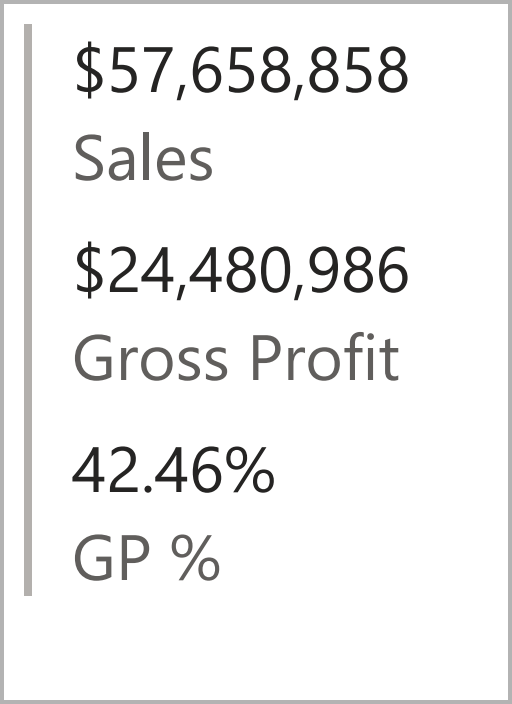 $57,658,858
Sales
$24,480,986
Gross Profit
42.46%
GP %